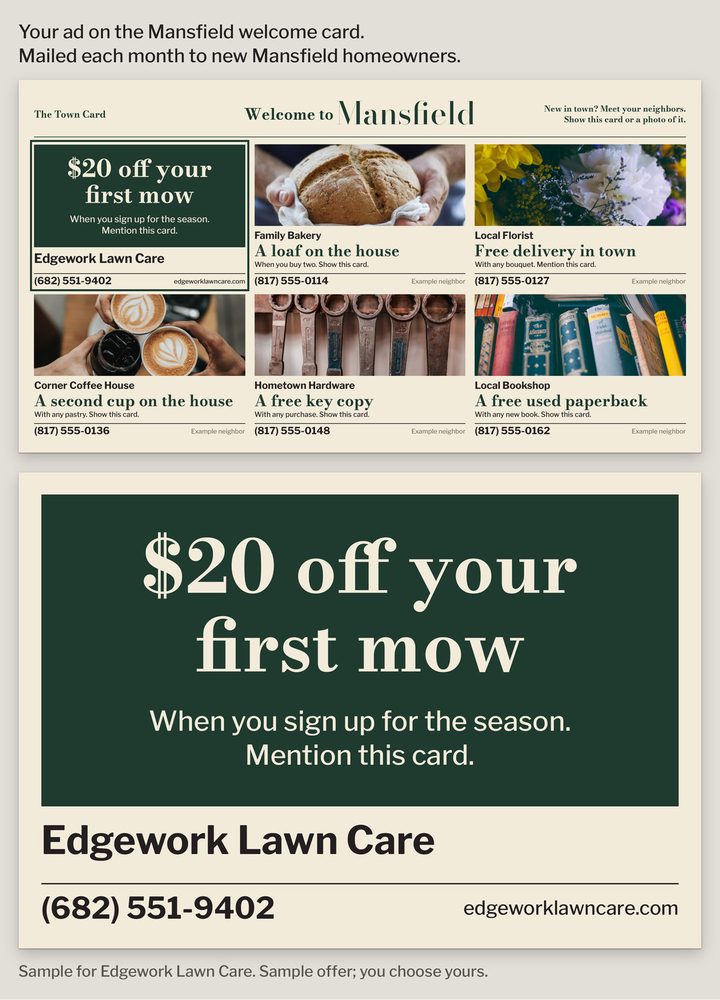 Your ad on the Mansfield welcome card.
Mailed each month to new Mansfield homeowners.
The Town Card
Welcome to Mansfield
New in town? Meet your neighbors.
Show this card or a photo of it.
$20 off your
first mow
When you sign up for the season.
Mention this card.
Edgework Lawn Care
(682) 551-9402
edgeworklawncare.com
Family Bakery
A loaf on the house
When you buy two. Show this card.
(817) 555-0114
Example neighbor
Local Florist
Free delivery in town
With any bouquet. Mention this card.
(817) 555-0127
Example neighbor
Corner Coffee House
A second cup on the house
With any pastry. Show this card.
(817) 555-0136
Example neighbor
Hometown Hardware
A free key copy
With any purchase. Show this card.
(817) 555-0148
Example neighbor
Local Bookshop
A free used paperback
With any new book. Show this card.
(817) 555-0162
Example neighbor
$20 off your
first mow
When you sign up for the season.
Mention this card.
Edgework Lawn Care
(682) 551-9402
edgeworklawncare.com
Sample for Edgework Lawn Care. Sample offer; you choose yours.